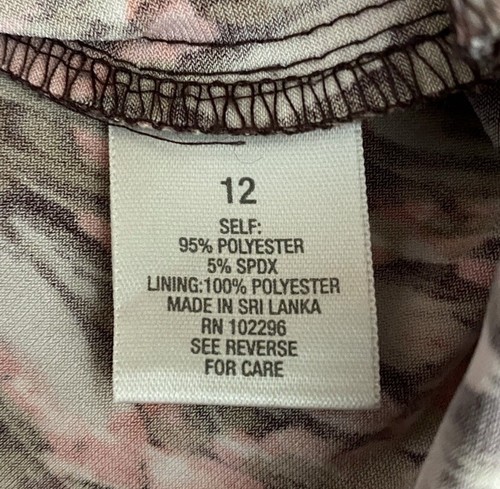 12
SELF:
95% POLYESTER
5% SPDX
LINING:100% POLYESTER
MADE IN SRI LANKA
RN 102296
SEE REVERSE
FOR CARE